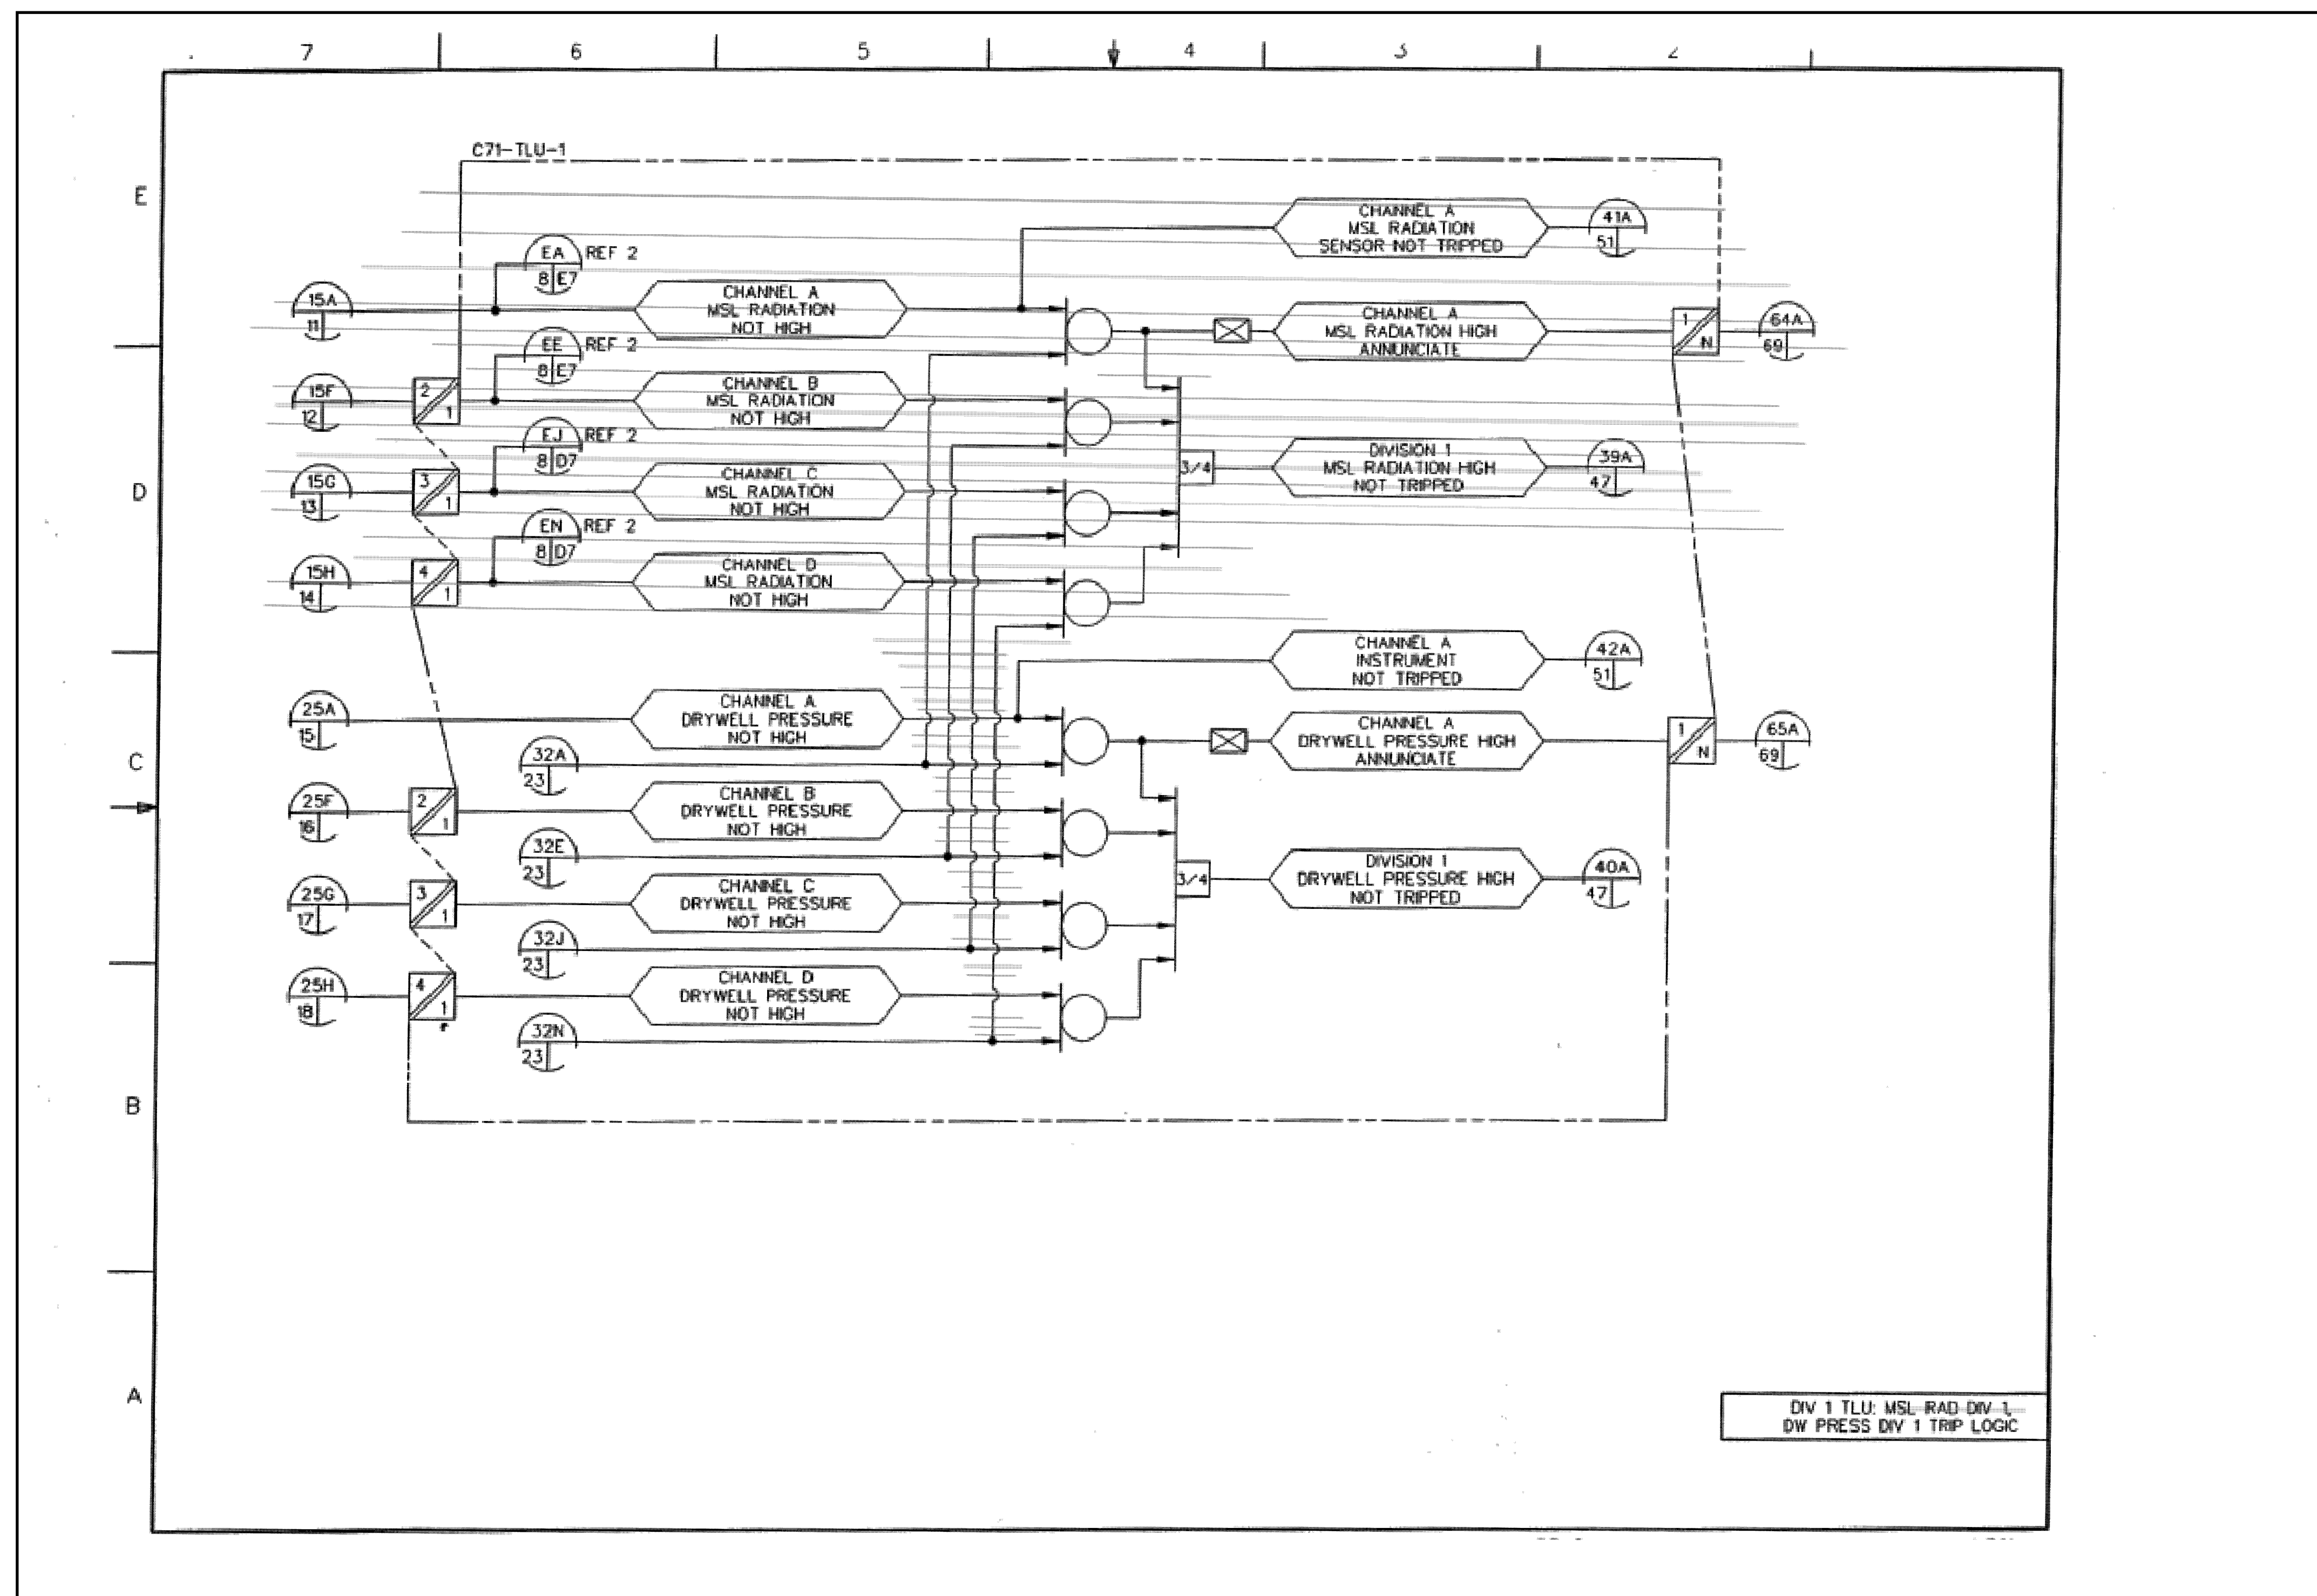 7 6 5 4 3 2
C71-TLU-1
E
D
C
B
A
CHANNEL A
MSL RADIATION
SENSOR NOT TRIPPED
41A
51
EA REF 2
8 E7
15A
11
CHANNEL A
MSL RADIATION
NOT HIGH
CHANNEL A
MSL RADIATION HIGH
ANNUNCIATE
1
N
64A
69
EE REF 2
8 E7
15F
12
2
1
CHANNEL B
MSL RADIATION
NOT HIGH
EJ REF 2
8 D7
15G
13
3
1
CHANNEL C
MSL RADIATION
NOT HIGH
3/4
DIVISION 1
MSL RADIATION HIGH
NOT TRIPPED
39A
47
EN REF 2
8 D7
15H
14
4
1
CHANNEL D
MSL RADIATION
NOT HIGH
CHANNEL A
INSTRUMENT
NOT TRIPPED
42A
51
25A
15
CHANNEL A
DRYWELL PRESSURE
NOT HIGH
CHANNEL A
DRYWELL PRESSURE HIGH
ANNUNCIATE
1
N
65A
69
32A
23
25F
16
2
1
CHANNEL B
DRYWELL PRESSURE
NOT HIGH
32E
23
25G
17
3
1
CHANNEL C
DRYWELL PRESSURE
NOT HIGH
3/4
DIVISION 1
DRYWELL PRESSURE HIGH
NOT TRIPPED
40A
47
32J
23
25H
18
4
1
CHANNEL D
DRYWELL PRESSURE
NOT HIGH
32N
23
DIV 1 TLU: MSL RAD DIV 1,
DW PRESS DIV 1 TRIP LOGIC